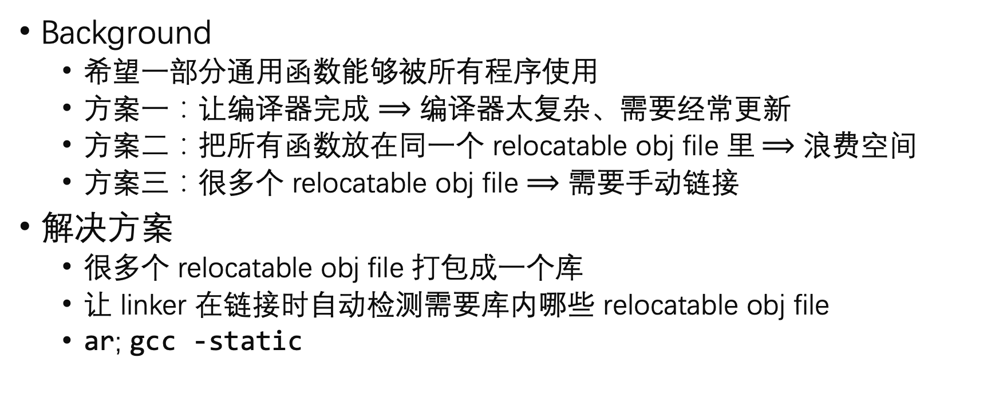 • Background
• 希望一部分通用函数能够被所有程序使用
• 方案一：让编译器完成 ⟹ 编译器太复杂、需要经常更新
• 方案二：把所有函数放在同一个 relocatable obj file 里 ⟹ 浪费空间
• 方案三：很多个 relocatable obj file ⟹ 需要手动链接
• 解决方案
• 很多个 relocatable obj file 打包成一个库
• 让 linker 在链接时自动检测需要库内哪些 relocatable obj file
• ar; gcc -static